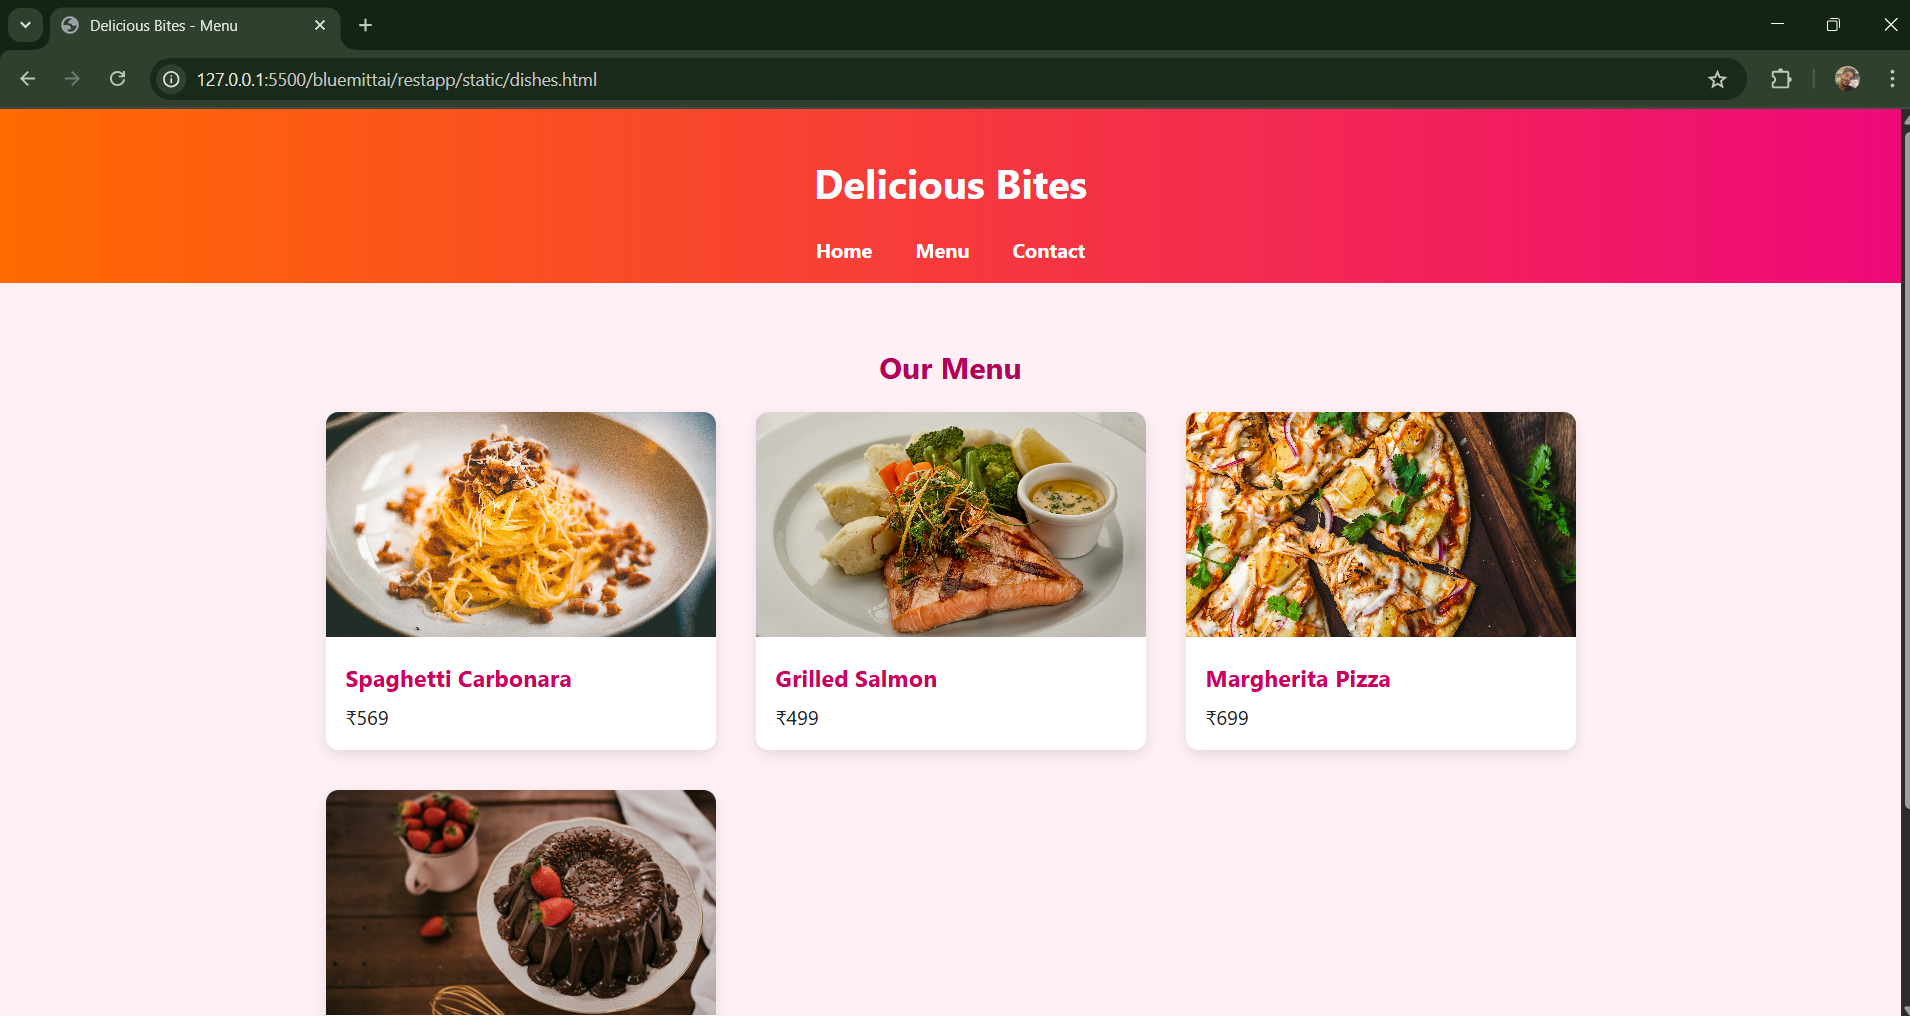 Delicious Bites - Menu
127.0.0.1:5500/bluemittai/restapp/static/dishes.html
Delicious Bites
Home Menu Contact
Our Menu
Spaghetti Carbonara
₹569
Grilled Salmon
₹499
Margherita Pizza
₹699